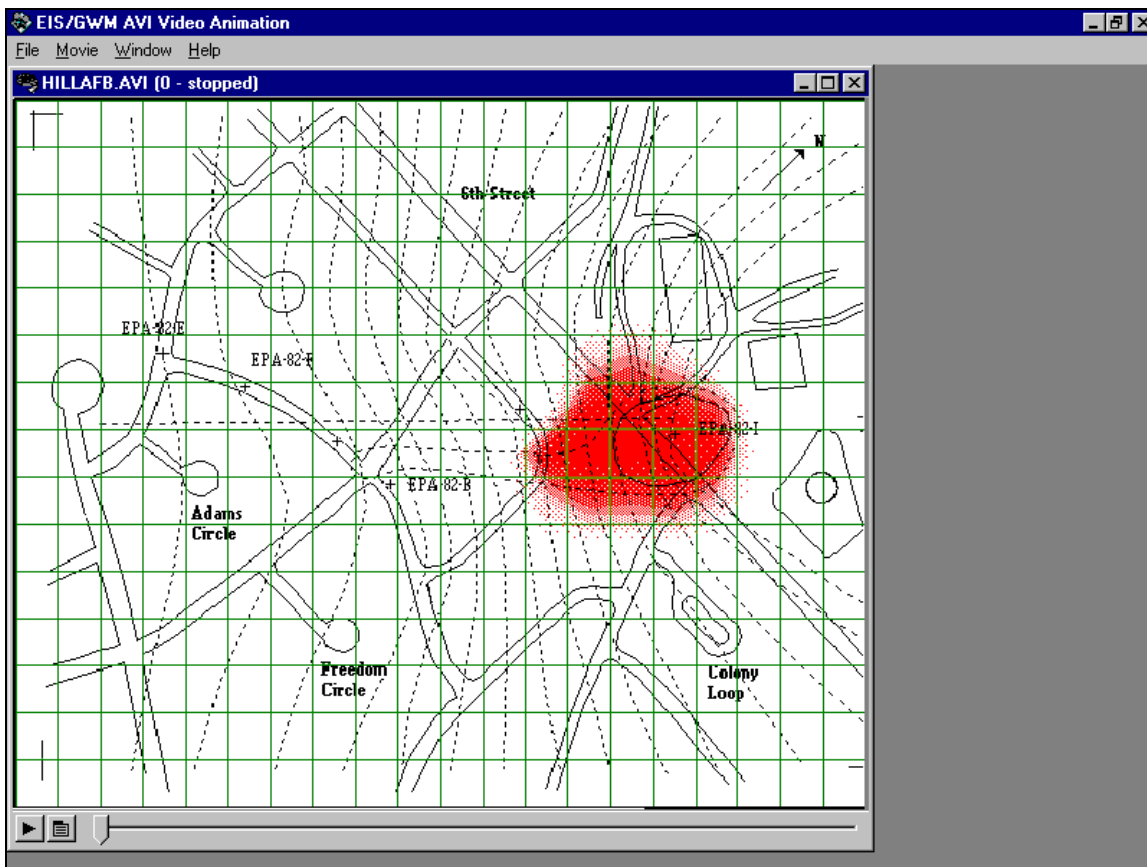 EIS/GWM AVI Video Animation
File Movie Window Help
HILLAFB.AVI (0 - stopped)
N
6th Street
EPA-82-E
EPA-82-F
EPA-82-I
EPA-82-B
Adams
Circle
Freedom
Circle
Colony
Loop